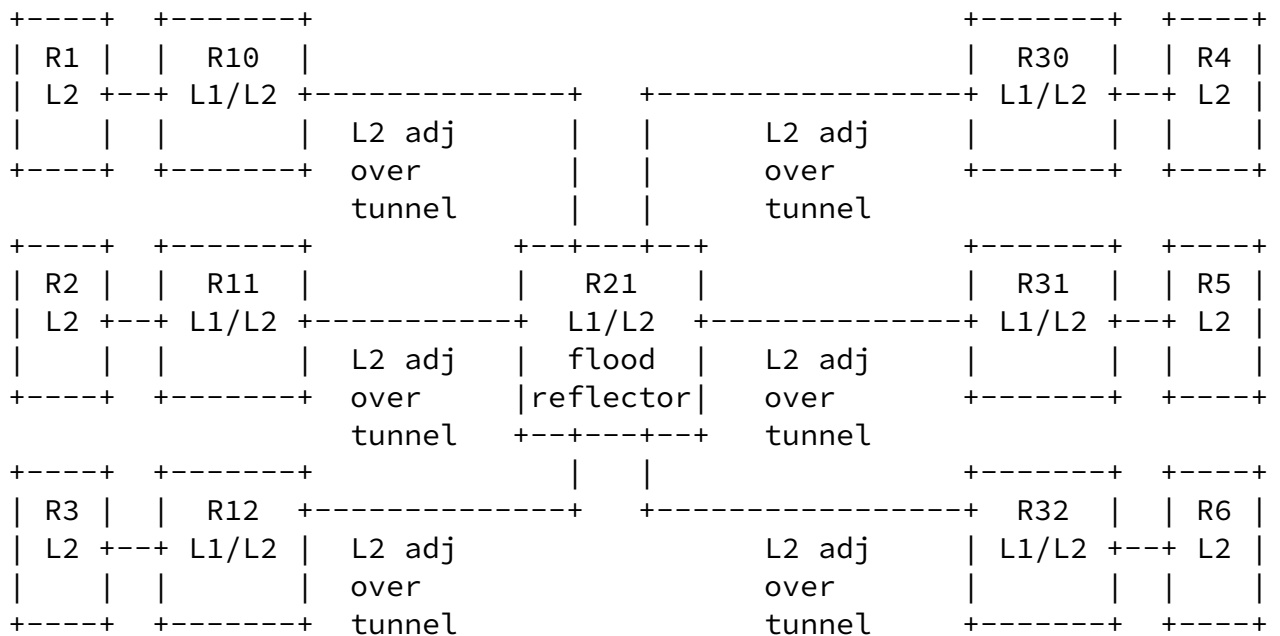 R1 R10 R30 R4
L2 L1/L2 L1/L2 L2
L2 adj L2 adj
over over
tunnel tunnel
R2 R11 R21 R31 R5
L2 L1/L2 L1/L2 L1/L2 L2
L2 adj flood L2 adj
over reflector over
tunnel tunnel
R3 R12 R32 R6
L2 L1/L2 L2 adj L2 adj L1/L2 L2
over over
tunnel tunnel